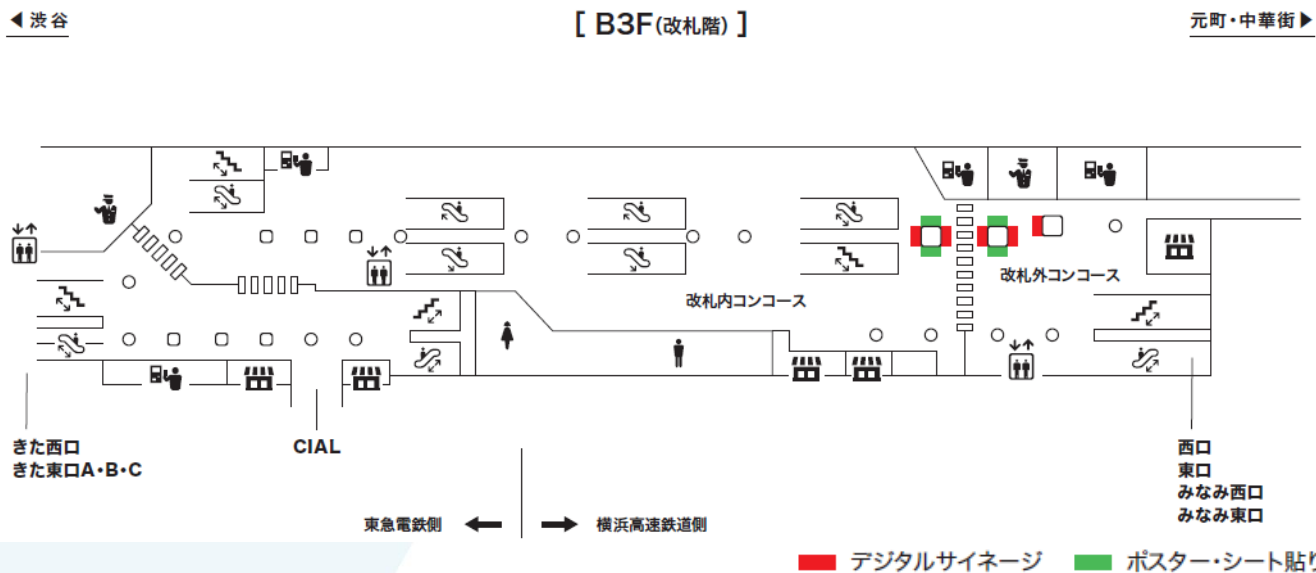 ◀渋谷
[ B3F(改札階) ]
元町・中華街▶
改札外コンコース
改札内コンコース
きた西口
きた東口A・B・C
CIAL
西口
東口
みなみ西口
みなみ東口
東急電鉄側
横浜高速鉄道側
デジタルサイネージ
ポスター・シート貼り